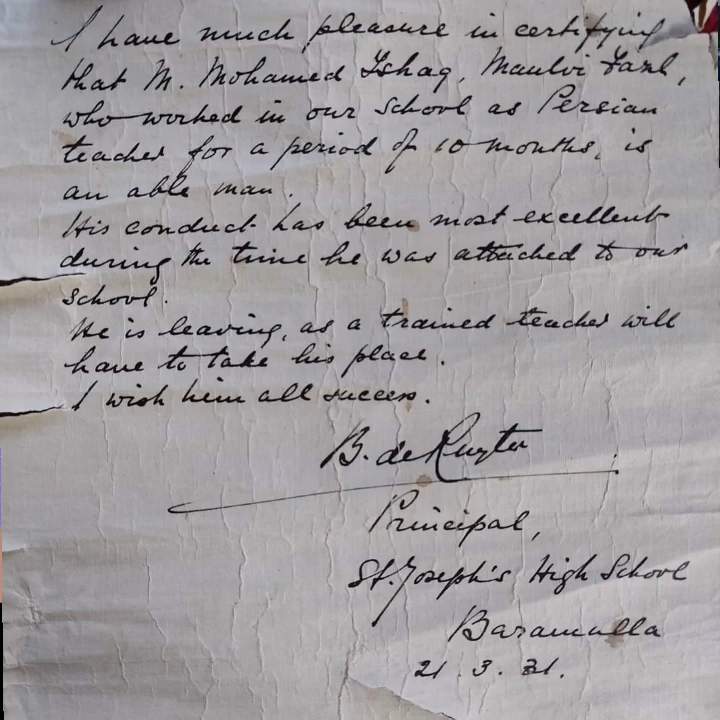 I have much pleasure in certifying
that M. Mohamed Ishaq, Maulvi Fazl,
who worked in our School as Persian
teacher for a period of 10 months, is
an able man.
His conduct has been most excellent
during the time he was attached to our
school.
He is leaving, as a trained teacher will
have to take his place.
I wish him all success.
B. de Ruyter
Principal,
St. Joseph's High School
Baramulla
21. 3. 31.